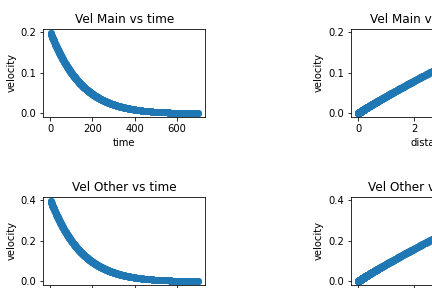 Vel Main vs time
0.2
0.1
0.0
velocity
0
200
400
600
time
Vel Main v
velocity
0.2
0.1
0.0
0
2
dista
Vel Other vs time
0.4
0.2
0.0
velocity
Vel Other v
velocity
0.4
0.2
0.0